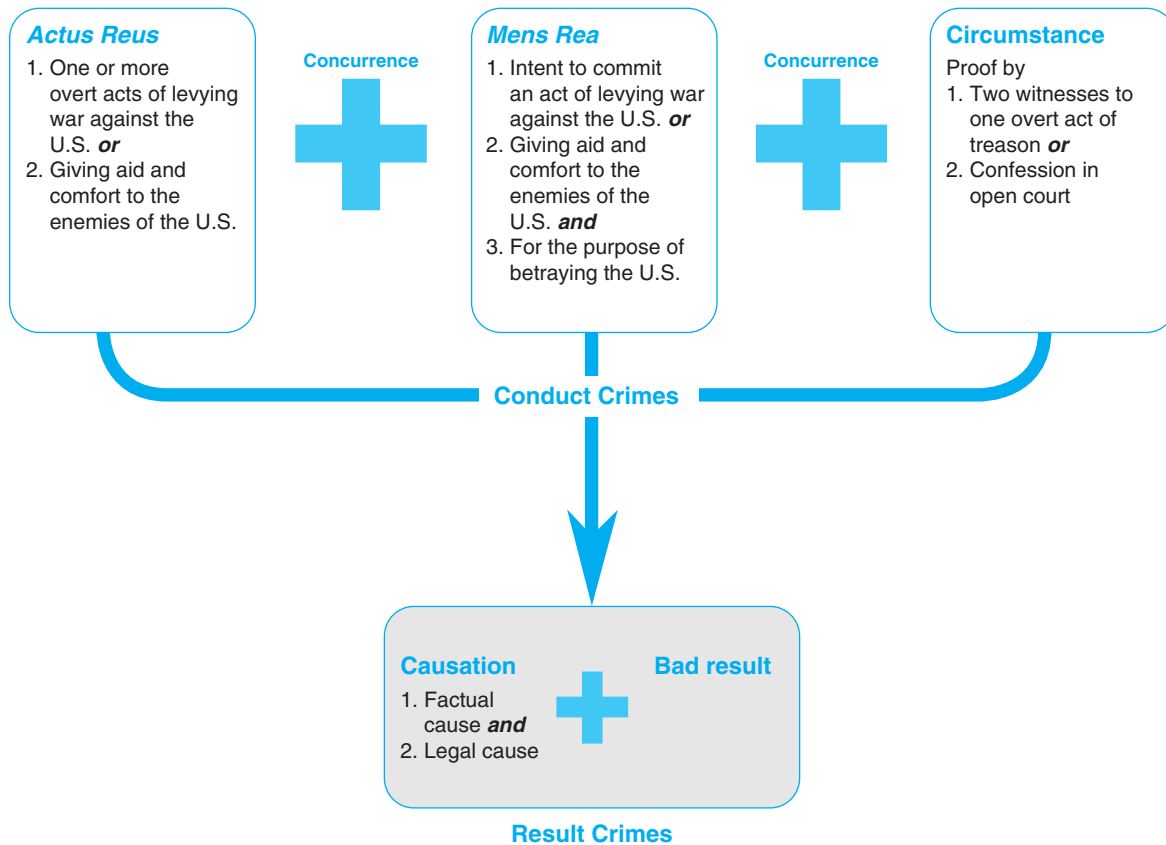 Actus Reus
1. One or more
overt acts of levying
war against the
U.S. or
2. Giving aid and
comfort to the
enemies of the U.S.
Concurrence
Mens Rea
1. Intent to commit
an act of levying war
against the U.S. or
2. Giving aid and
comfort to the
enemies of the
U.S. and
3. For the purpose of
betraying the U.S.
Concurrence
Circumstance
Proof by
1. Two witnesses to
one overt act of
treason or
2. Confession in
open court
Conduct Crimes
Causation
1. Factual
cause and
2. Legal cause
Bad result
Result Crimes